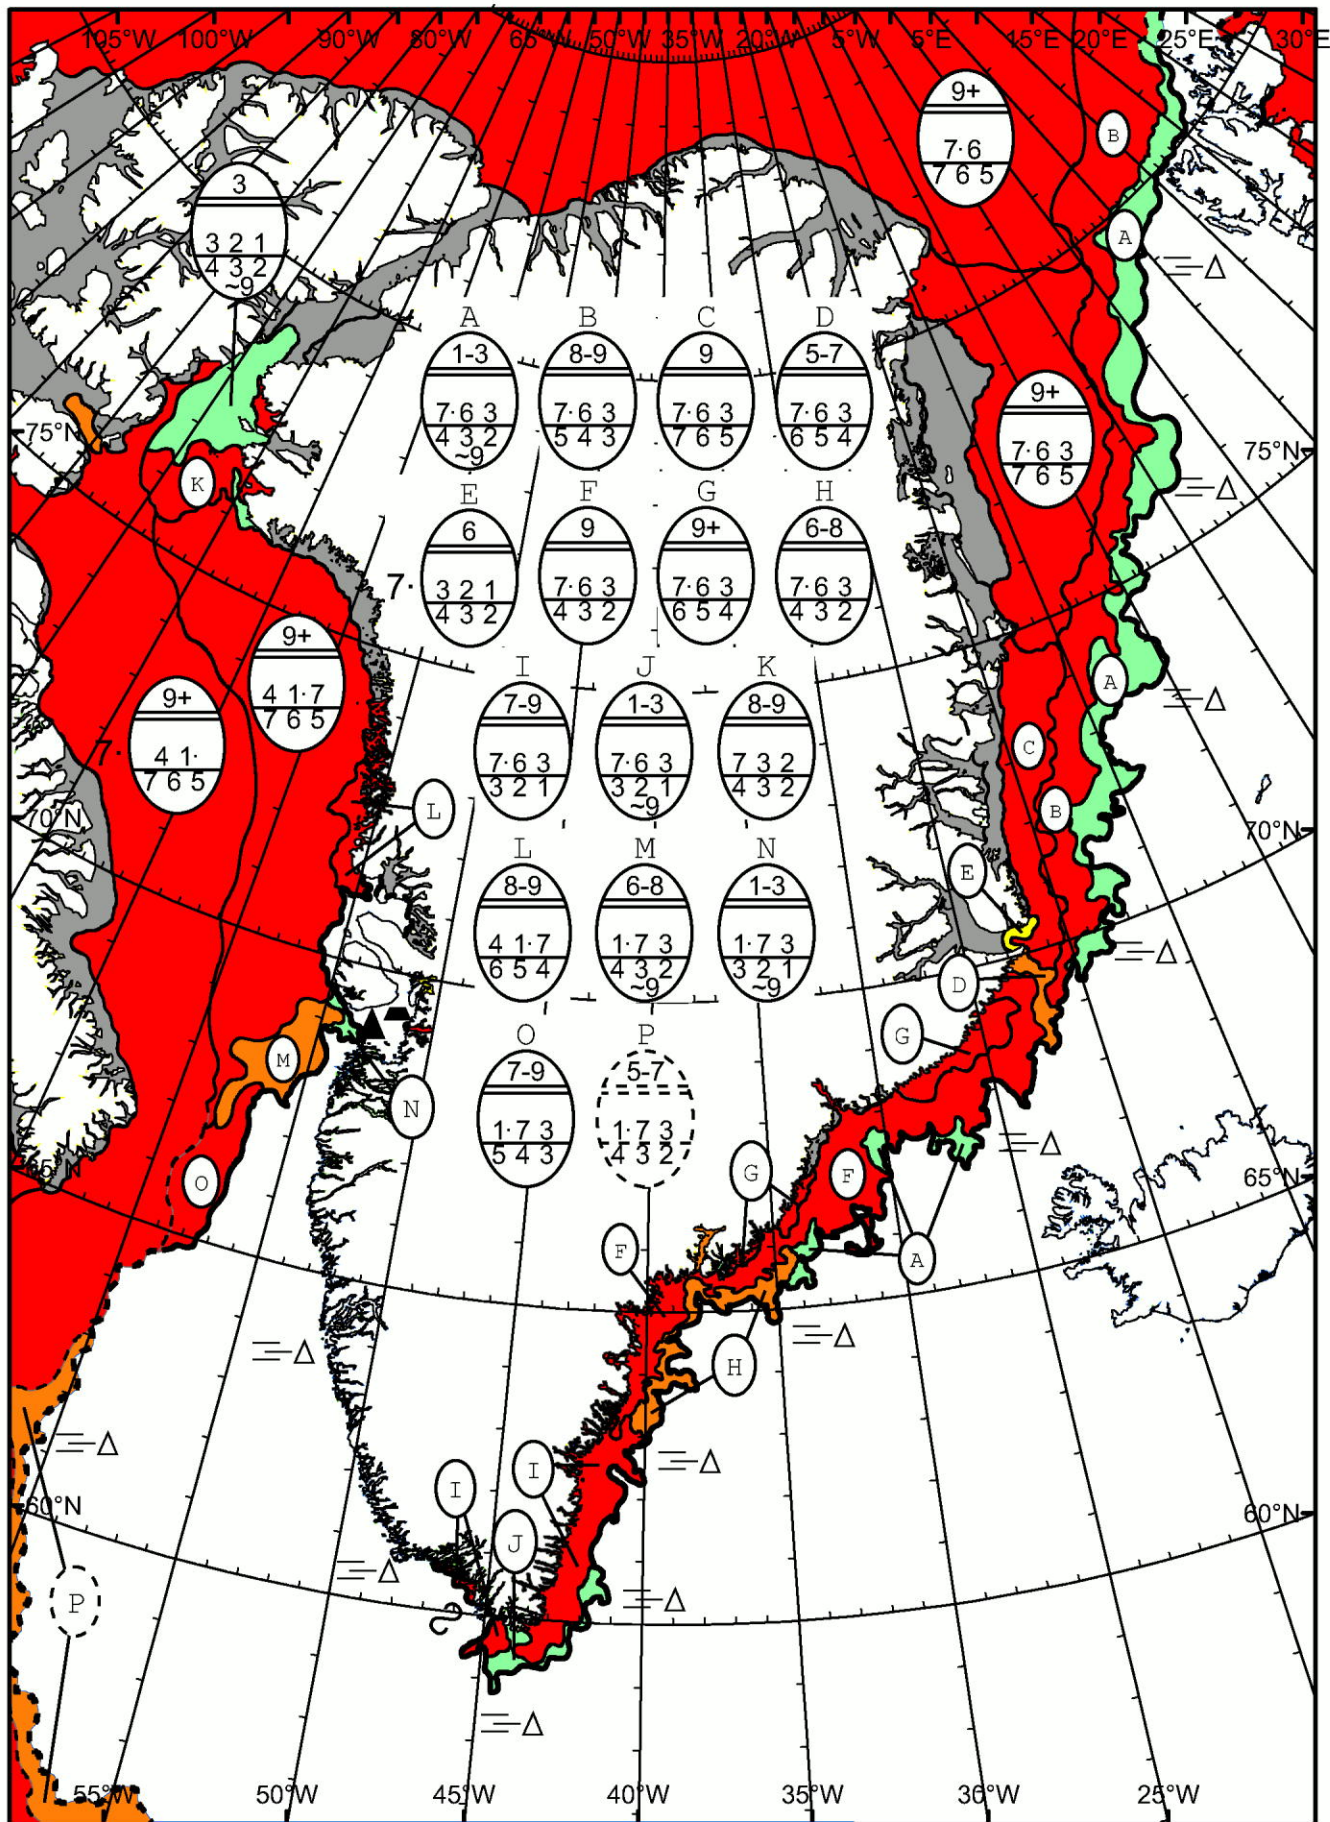 105°W 100°W 90°W 80°W 65°W 50°W 35°W 20°W 5°W 5°E 15°E 20°E 25°E 30°E
9+
7·6
7 6 5
B
3
3 2 1
4 3 2
~9
A
A B C D
1-3 8-9 9 5-7
7·6 3 7·6 3 7·6 3 7·6 3
4 3 2 5 4 3 7 6 5 6 5 4
~9
9+
7·6 3
7 6 5
75°N
75°N
K
E F G H
6 9 9+ 6-8
7· 3 2 1 7·6 3 7·6 3 7·6 3
4 3 2 4 3 2 6 5 4 4 3 2
9+
4 1·7
7 6 5
9+
7· 4 1·
7 6 5
I J K
7-9 1-3 8-9
7·6 3 7·6 3 7 3 2
3 2 1 3 2 1 4 3 2
~9
A
C
B
L
70°N
70°N
L M N
8-9 6-8 1-3
4 1·7 1·7 3 1·7 3
6 5 4 4 3 2 3 2 1
~9 ~9
E
D
G
M
N
O P
7-9 5-7
1·7 3 1·7 3
5 4 3 4 3 2
65°N
65°N
O
G
F
F
A
H
I
I
J
60°N
60°N
P
55°W 50°W 45°W 40°W 35°W 30°W 25°W